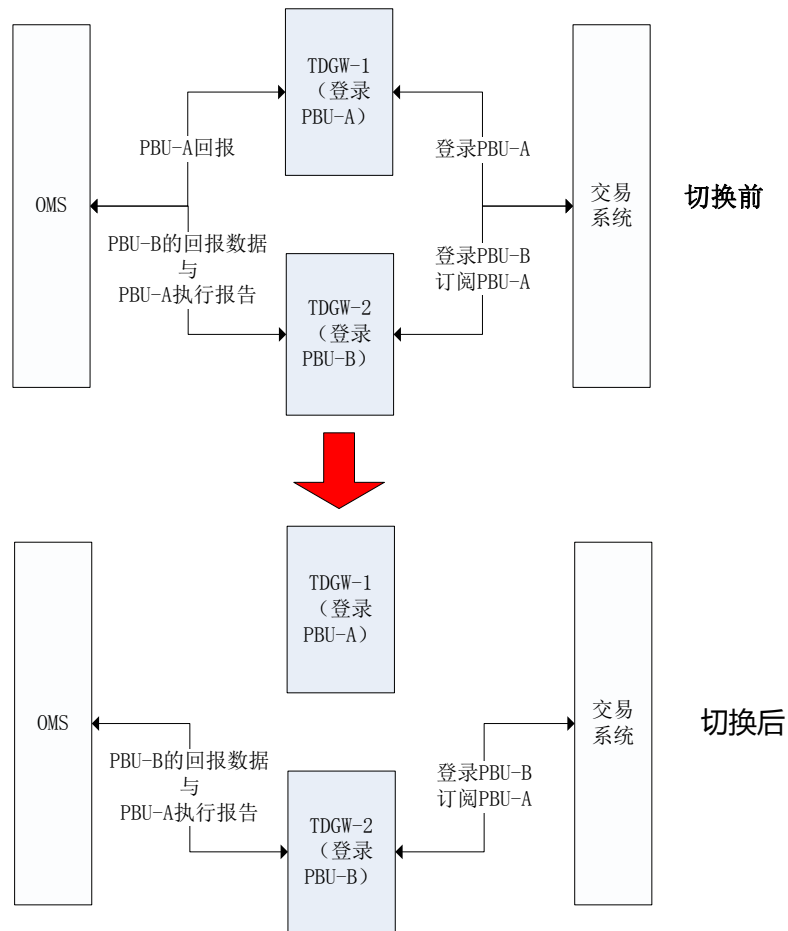 TDGW-1
（登录
PBU-A）
PBU-A回报
登录PBU-A
OMS
交易
系统
切换前
PBU-B的回报数据
与
PBU-A执行报告
登录PBU-B
订阅PBU-A
TDGW-2
（登录
PBU-B）
TDGW-1
（登录
PBU-A）
OMS
交易
系统
切换后
PBU-B的回报数据
与
PBU-A执行报告
登录PBU-B
订阅PBU-A
TDGW-2
（登录
PBU-B）